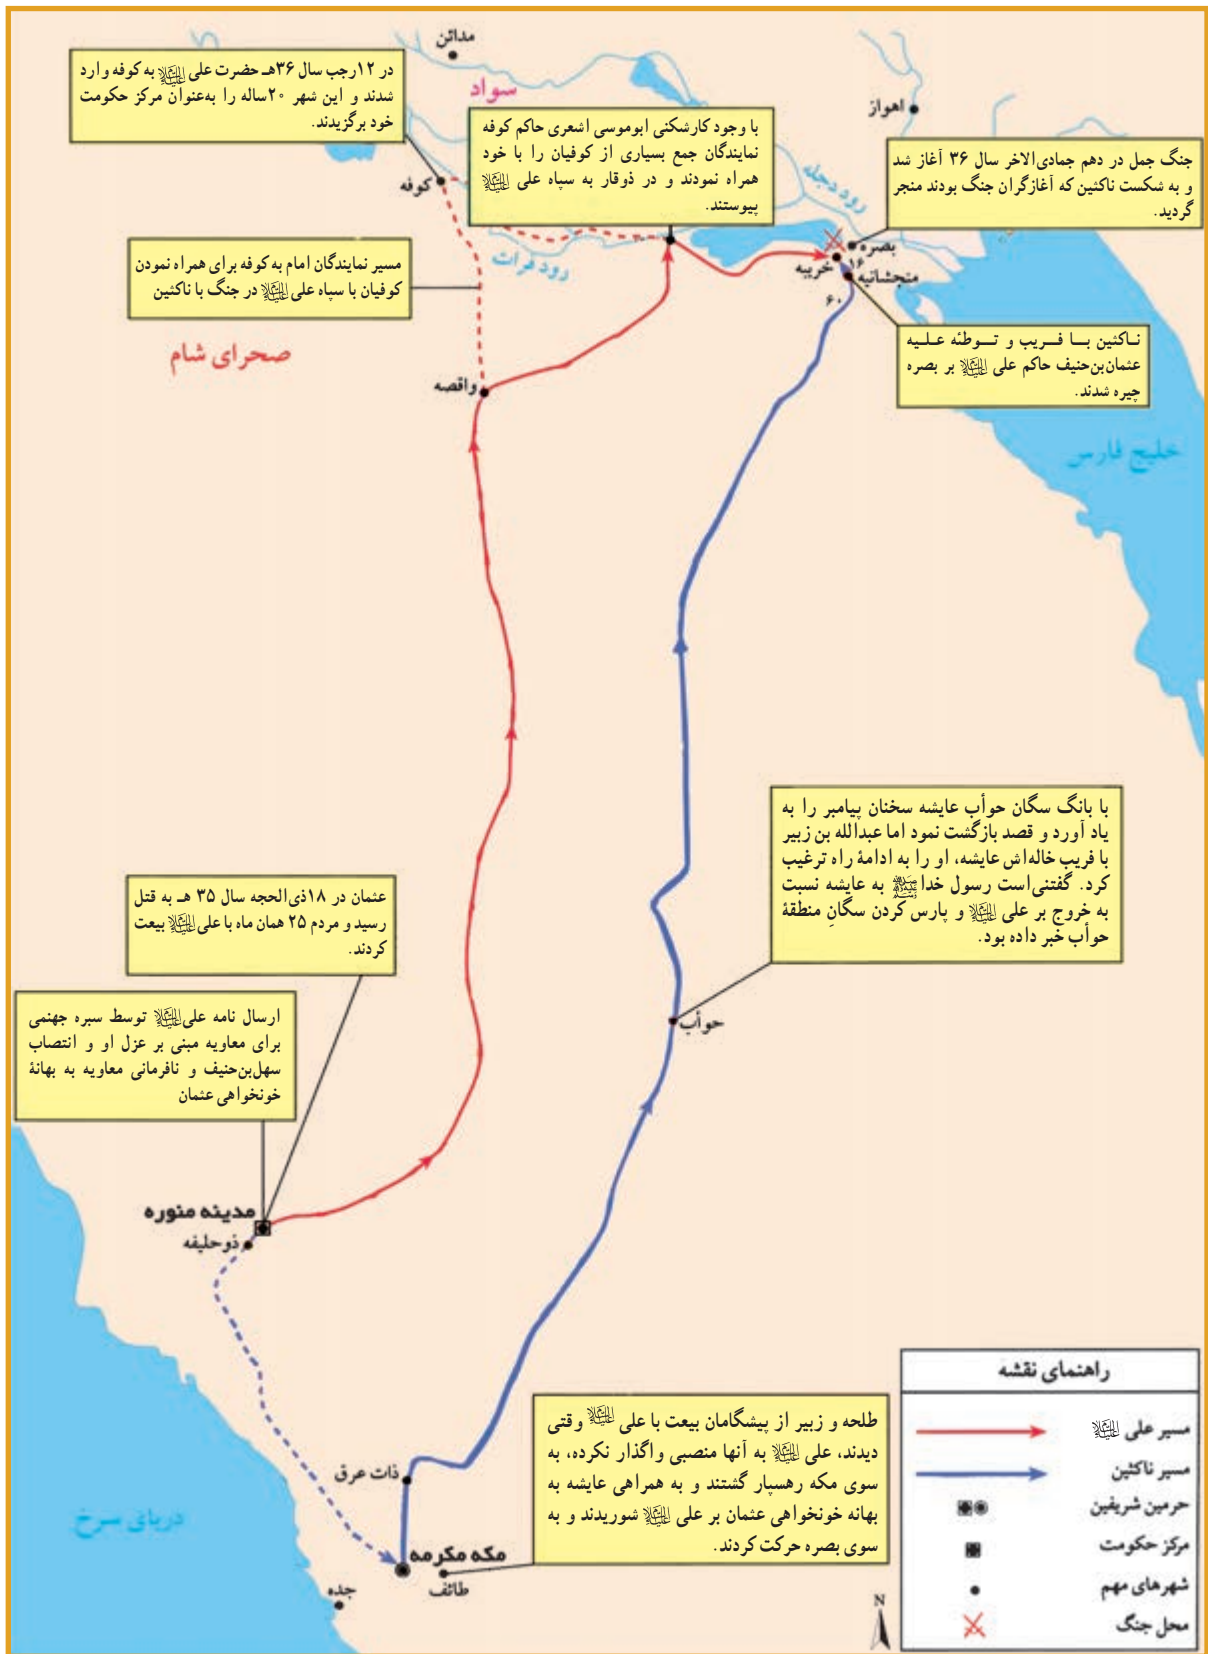 مدائن
در ۱۲رجب سال ۳۶هـ حضرت علی علیه‌السلام به کوفه وارد
شدند و این شهر ۲۰ساله را به‌عنوان مرکز حکومت
خود برگزیدند.
سواد
اهواز
با وجود کارشکنی ابوموسی اشعری حاکم کوفه
نمایندگان جمع بسیاری از کوفیان را با خود
همراه نمودند و در ذوقار به سپاه علی علیه‌السلام
پیوستند.
جنگ جمل در دهم جمادی‌الاخر سال ۳۶ آغاز شد
و به شکست ناکثین که آغازگران جنگ بودند منجر
گردید.
کوفه
رود دجله
رود فرات
بصره
خریبه
۱۶
منجشانیه
۶۰
مسیر نمایندگان امام به کوفه برای همراه نمودن
کوفیان با سپاه علی علیه‌السلام در جنگ با ناکثین
صحرای شام
ناکثین با فریب و توطئه علیه
عثمان‌بن‌حنیف حاکم علی علیه‌السلام بر بصره
چیره شدند.
واقصه
خلیج فارس
با بانگ سگان حوأب عایشه سخنان پیامبر را به
یاد آورد و قصد بازگشت نمود اما عبدالله بن زبیر
با فریب خاله‌اش عایشه، او را به ادامهٔ راه ترغیب
کرد. گفتنی‌است رسول خدا ﷺ به عایشه نسبت
به خروج بر علی علیه‌السلام و پارس کردن سگانِ منطقهٔ
حوأب خبر داده بود.
عثمان در ۱۸ذی‌الحجه سال ۳۵ هـ به قتل
رسید و مردم ۲۵ همان ماه با علی علیه‌السلام بیعت
کردند.
ارسال نامه علی علیه‌السلام توسط سبره جهنمی
برای معاویه مبنی بر عزل او و انتصاب
سهل‌بن‌حنیف و نافرمانی معاویه به بهانهٔ
خونخواهی عثمان
حوأب
مدینه منوره
ذوحلیفه
طلحه و زبیر از پیشگامان بیعت با علی علیه‌السلام وقتی
دیدند، علی علیه‌السلام به آنها منصبی واگذار نکرده، به
سوی مکه رهسپار گشتند و به همراهی عایشه به
بهانه خونخواهی عثمان بر علی علیه‌السلام شوریدند و به
سوی بصره حرکت کردند.
ذات عرق
دریای سرخ
مکه مکرمه
طائف
جده
N
راهنمای نقشه
مسیر علی علیه‌السلام
مسیر ناکثین
حرمین شریفین
مرکز حکومت
شهرهای مهم
محل جنگ